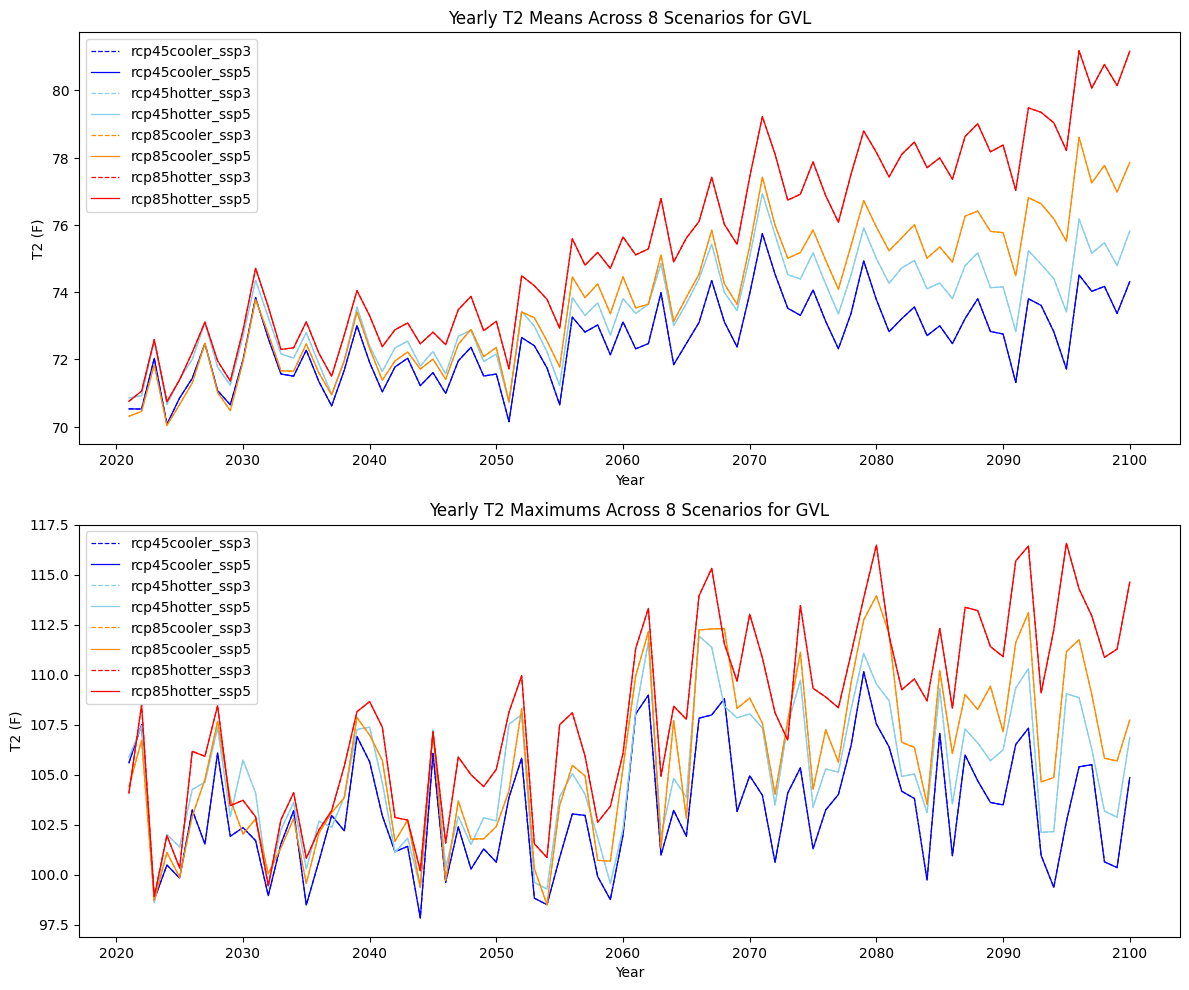 Yearly T2 Means Across 8 Scenarios for GVL
rcp45cooler_ssp3
rcp45cooler_ssp5
rcp45hotter_ssp3
rcp45hotter_ssp5
rcp85cooler_ssp3
rcp85cooler_ssp5
rcp85hotter_ssp3
rcp85hotter_ssp5
80
78
76
74
72
70
T2 (F)
2020 2030 2040 2050 2060 2070 2080 2090 2100
Year
Yearly T2 Maximums Across 8 Scenarios for GVL
rcp45cooler_ssp3
rcp45cooler_ssp5
rcp45hotter_ssp3
rcp45hotter_ssp5
rcp85cooler_ssp3
rcp85cooler_ssp5
rcp85hotter_ssp3
rcp85hotter_ssp5
117.5
115.0
112.5
110.0
107.5
105.0
102.5
100.0
97.5
T2 (F)
2020 2030 2040 2050 2060 2070 2080 2090 2100
Year